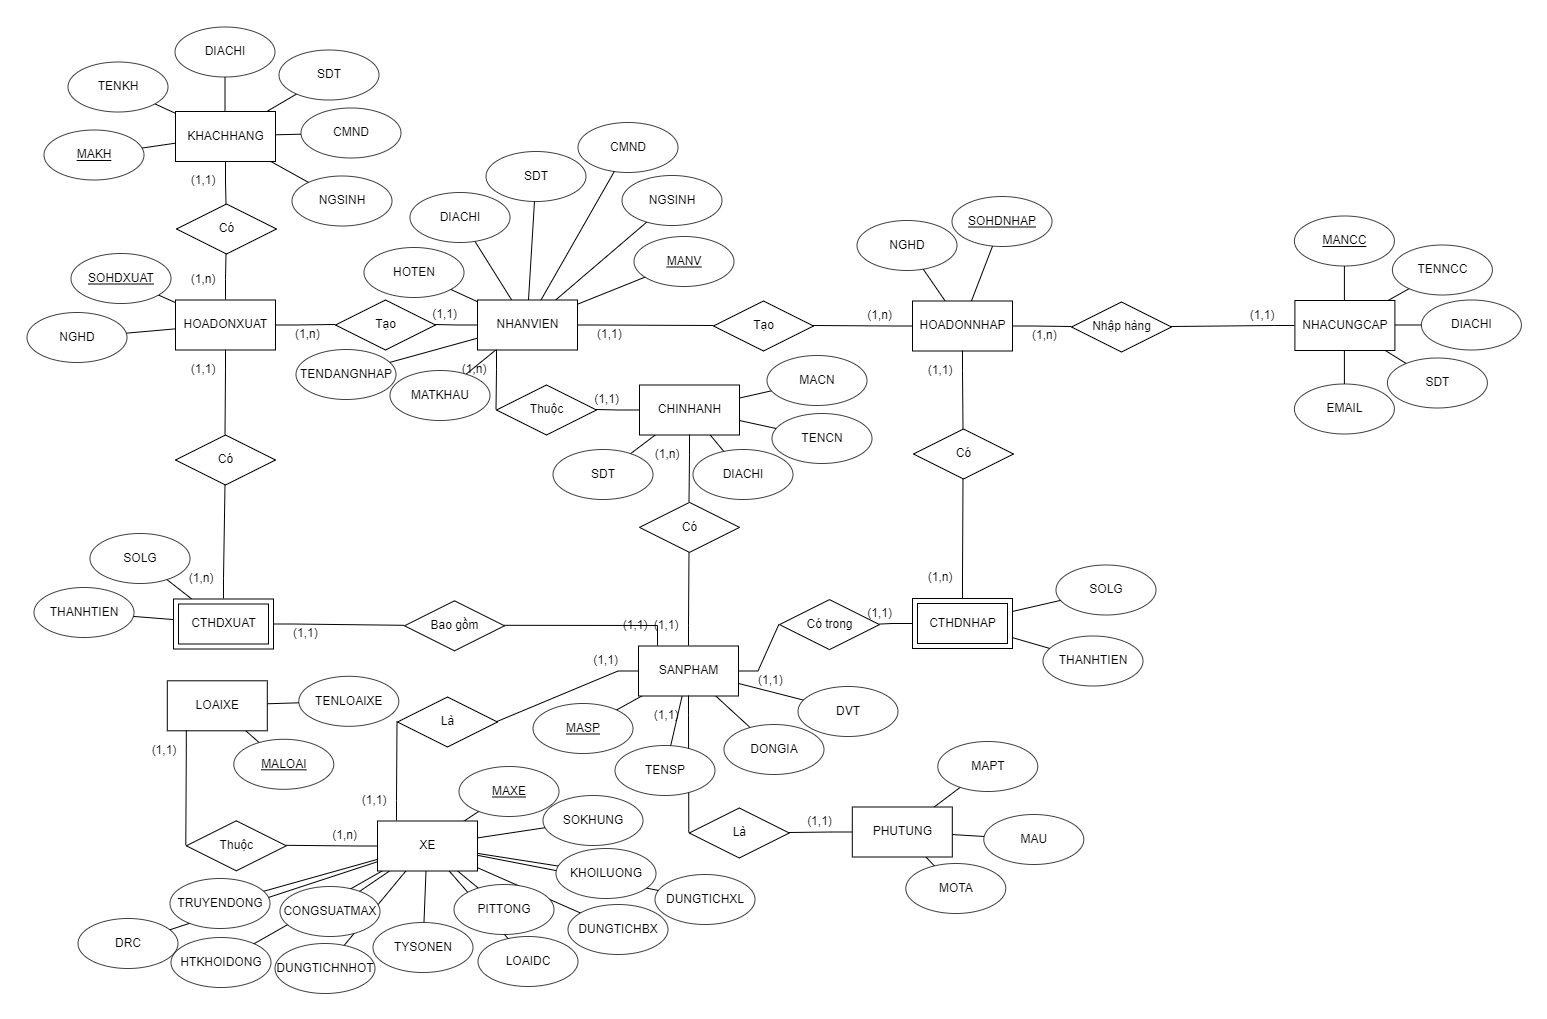 DIACHI
SDT
TENKH
KHACHHANG
CMND
MAKH
NGSINH
(1,1)
Có
(1,n)
SOHDXUAT
NGHD
HOADONXUAT
(1,n)
Tạo
(1,1)
CMND
SDT
NGSINH
DIACHI
MANV
HOTEN
NHANVIEN
TENDANGNHAP
MATKHAU
(1,n)
(1,1)
Tạo
(1,n)
NGHD
SOHDNHAP
HOADONNHAP
(1,n)
Nhập hàng
(1,1)
MANCC
TENNCC
NHACUNGCAP
DIACHI
SDT
EMAIL
Thuộc
(1,1)
CHINHANH
MACN
TENCN
SDT
DIACHI
(1,n)
Có
(1,1)
Có
(1,n)
(1,1)
Có
(1,n)
SOLG
THANHTIEN
CTHDXUAT
(1,1)
Bao gồm
(1,1)
(1,1)
SANPHAM
Có trong
(1,1)
CTHDNHAP
SOLG
THANHTIEN
(1,1)
(1,1)
MASP
(1,1)
TENSP
DONGIA
DVT
Là
(1,1)
LOAIXE
TENLOAIXE
MALOAI
(1,1)
Thuộc
(1,n)
XE
MAXE
SOKHUNG
KHOILUONG
DUNGTICHXL
TRUYENDONG
CONGSUATMAX
PITTONG
DUNGTICHBX
DRC
HTKHOIDONG
DUNGTICHNHOT
TYSONEN
LOAIDC
Là
(1,1)
PHUTUNG
MAPT
MAU
MOTA